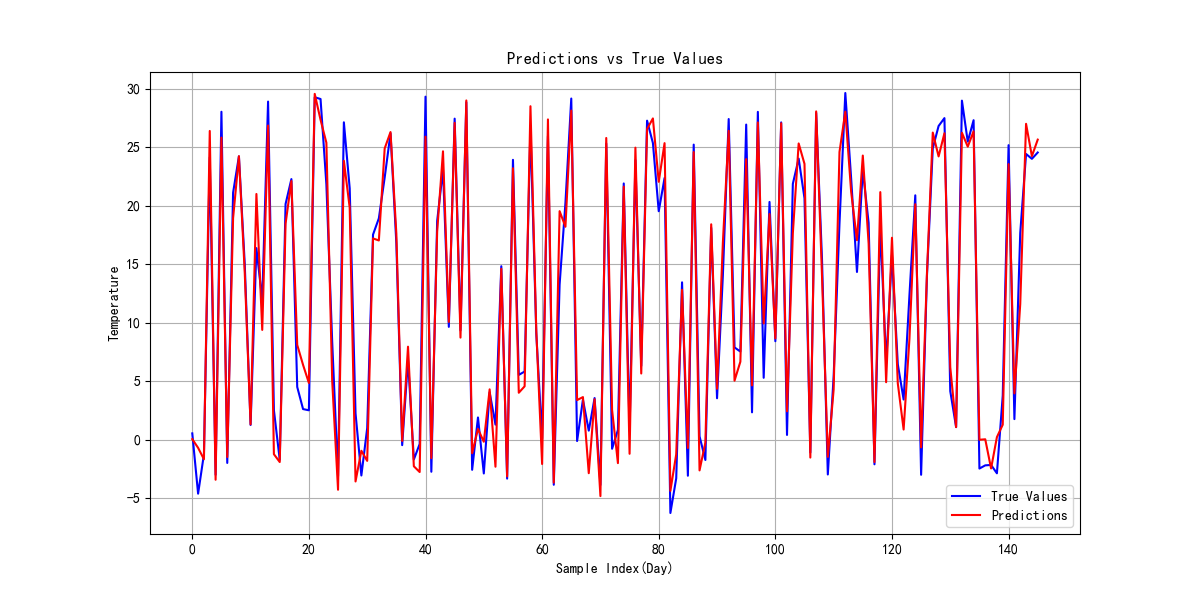 Predictions vs True Values
30
25
20
15
10
5
0
−5
Temperature
0 20 40 60 80 100 120 140
Sample Index(Day)
True Values
Predictions